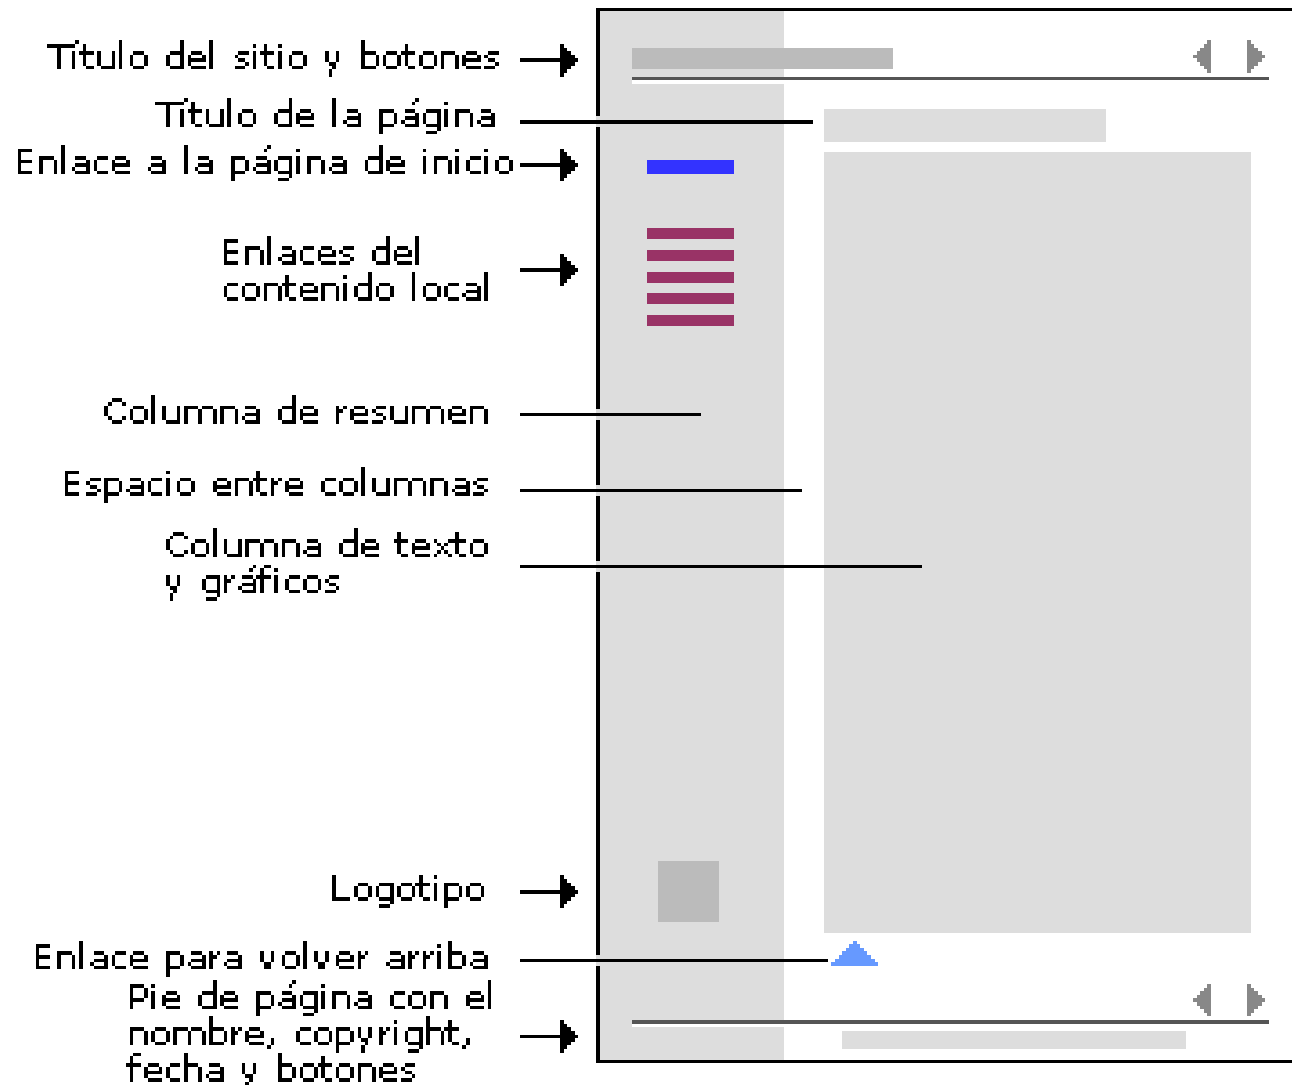 Título del sitio y botones
Título de la página
Enlace a la página de inicio
Enlaces del
contenido local
Columna de resumen
Espacio entre columnas
Columna de texto
y gráficos
Logotipo
Enlace para volver arriba
Pie de página con el
nombre, copyright,
fecha y botones